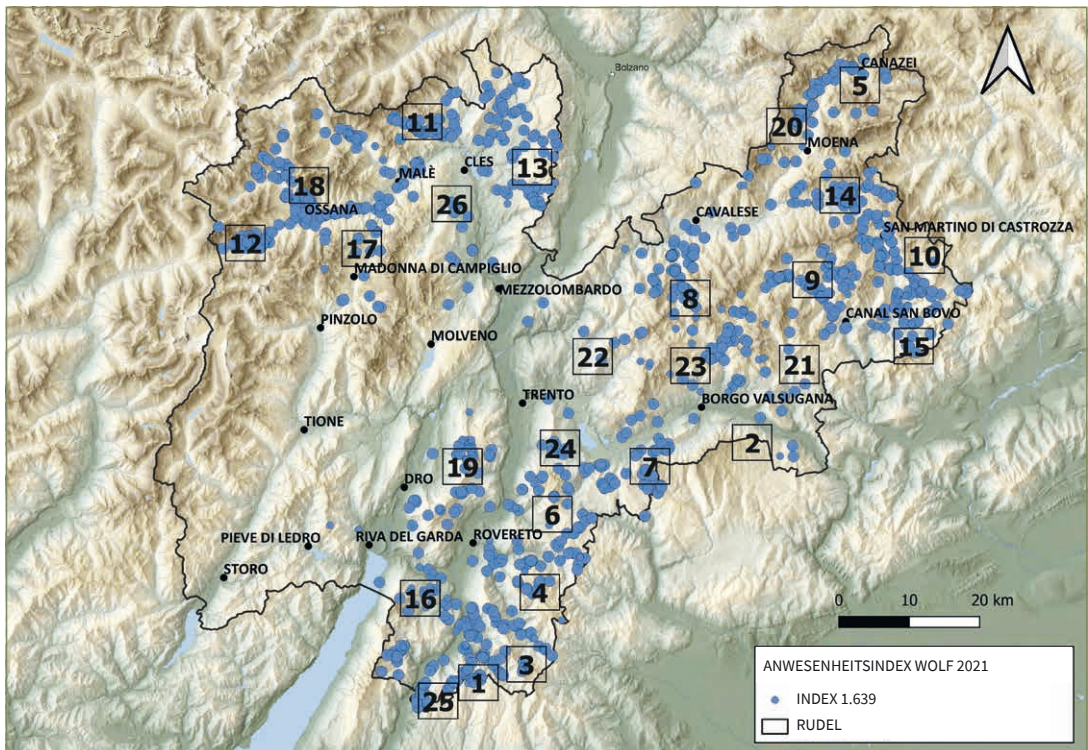 Bolzano
CANAZEI
5
11
20
MOENA
CLES
13
MALÈ
18
14
26
OSSANA
CAVALESE
SAN MARTINO DI CASTROZZA
12
17
10
MADONNA DI CAMPIGLIO
9
MEZZOLOMBARDO
8
CANAL SAN BOVO
PINZOLO
MOLVENO
15
22
23
21
TRENTO
BORGO VALSUGANA
TIONE
2
24
19
7
DRO
6
PIEVE DI LEDRO
RIVA DEL GARDA
ROVERETO
STORO
4
16
0 10 20 km
3
1
25
ANWESENHEITSINDEX WOLF 2021
INDEX 1.639
RUDEL